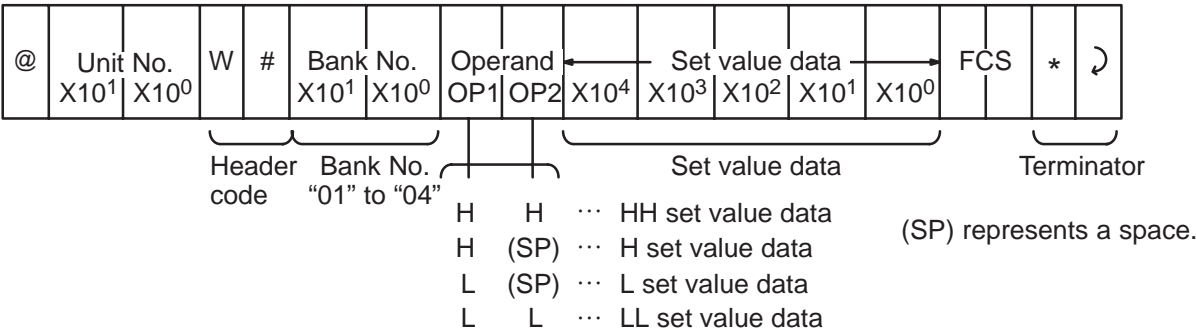 @ Unit No. W # Bank No. Operand Set value data FCS * ⤸
X10¹ X10⁰ X10¹ X10⁰ OP1 OP2 X10⁴ X10³ X10² X10¹ X10⁰
Header code
Bank No. “01” to “04”
Set value data
Terminator
H H ··· HH set value data
H (SP) ··· H set value data
L (SP) ··· L set value data
L L ··· LL set value data
(SP) represents a space.